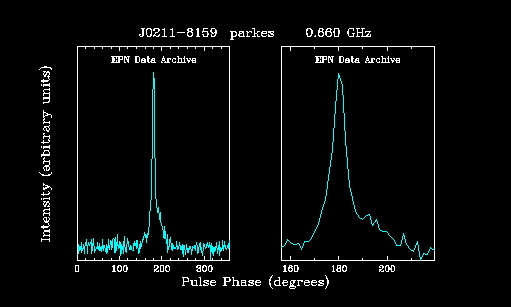 J0211-8159 parkes 0.660 GHz
EPN Data Archive EPN Data Archive
Intensity (arbitrary units)
0 100 200 300 160 180 200
Pulse Phase (degrees)